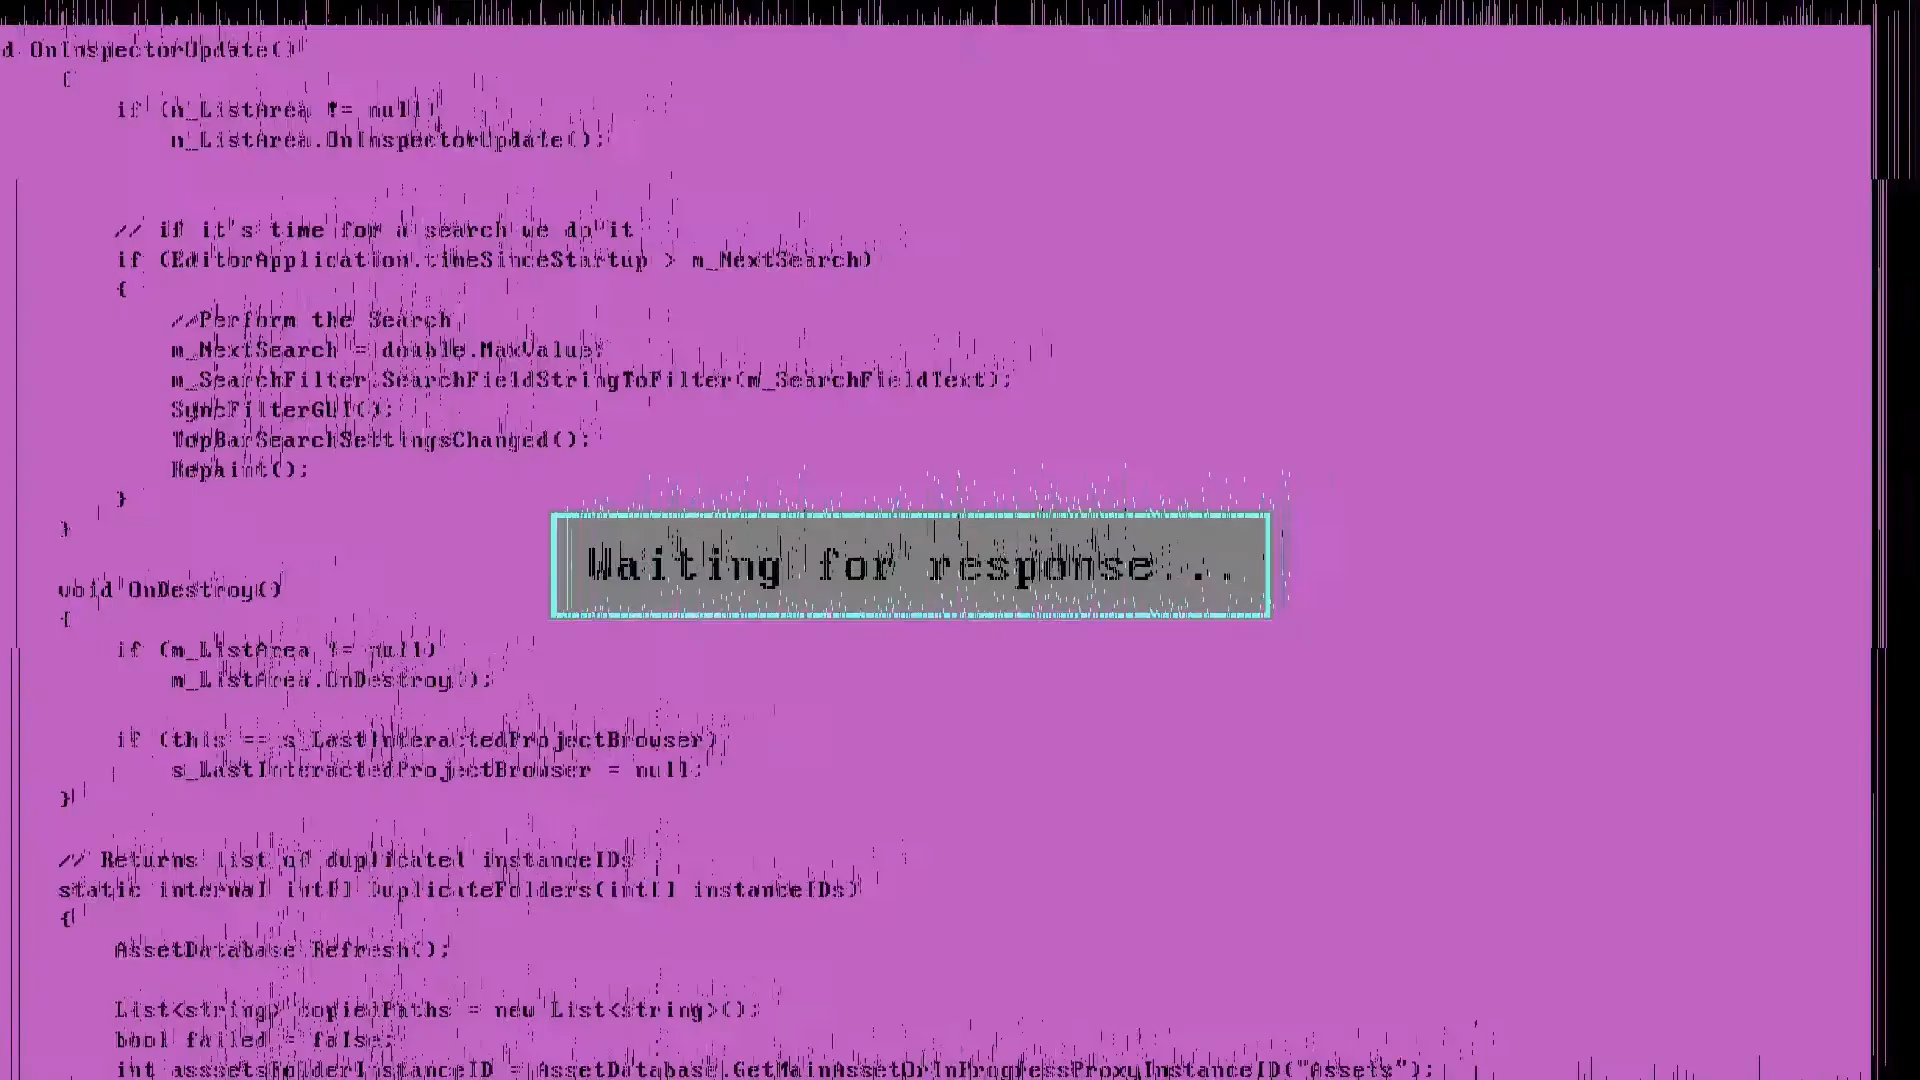 d OnInspectorUpdate()
{
if (m_ListArea != null)
m_ListArea.OnInspectorUpdate();
// if it's time for a search we do it
if (EditorApplication.timeSinceStartup > m_NextSearch)
{
//Perform the Search
m_NextSearch = double.MaxValue;
m_SearchFilter.SearchFieldStringToFilter(m_SearchFieldText);
SyncFilterGUI();
TopBarSearchSettingsChanged();
Repaint();
}
}
Waiting for response...
void OnDestroy()
{
if (m_ListArea != null)
m_ListArea.OnDestroy();
if (this == s_LastInteractedProjectBrowser)
s_LastInteractedProjectBrowser = null;
}
// Returns list of duplicated instanceIDs
static internal int[] DuplicateFolders(int[] instanceIDs)
{
AssetDatabase.Refresh();
List<string> copiedPaths = new List<string>();
bool failed = false;
int asssetsFolderInstanceID = AssetDatabase.GetMainAssetOrInProgressProxyInstanceID("Assets");